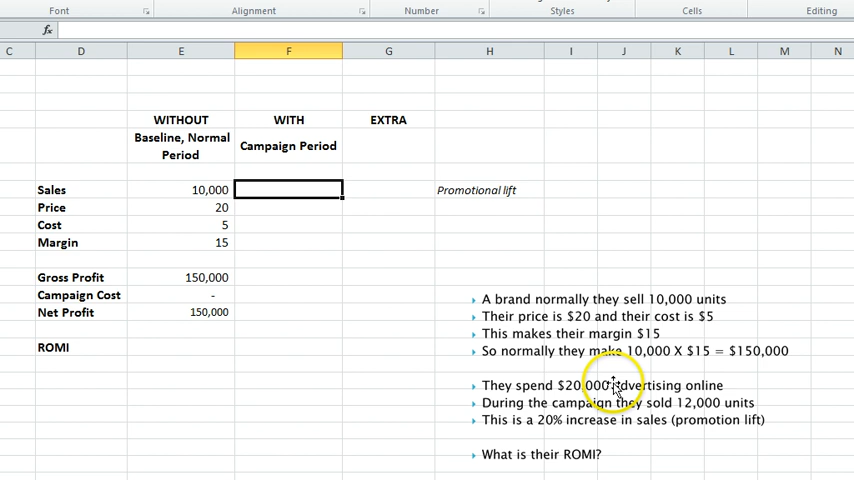 Font Alignment Number Styles Cells Editing
fx
C D E F G H I J K L M N
WITHOUT WITH EXTRA
Baseline, Normal
Period
Campaign Period
Sales 10,000 Promotional lift
Price 20
Cost 5
Margin 15
Gross Profit 150,000
Campaign Cost -
Net Profit 150,000
ROMI
A brand normally they sell 10,000 units
Their price is $20 and their cost is $5
This makes their margin $15
So normally they make 10,000 X $15 = $150,000
They spend $20,000 advertising online
During the campaign they sold 12,000 units
This is a 20% increase in sales (promotion lift)
What is their ROMI?